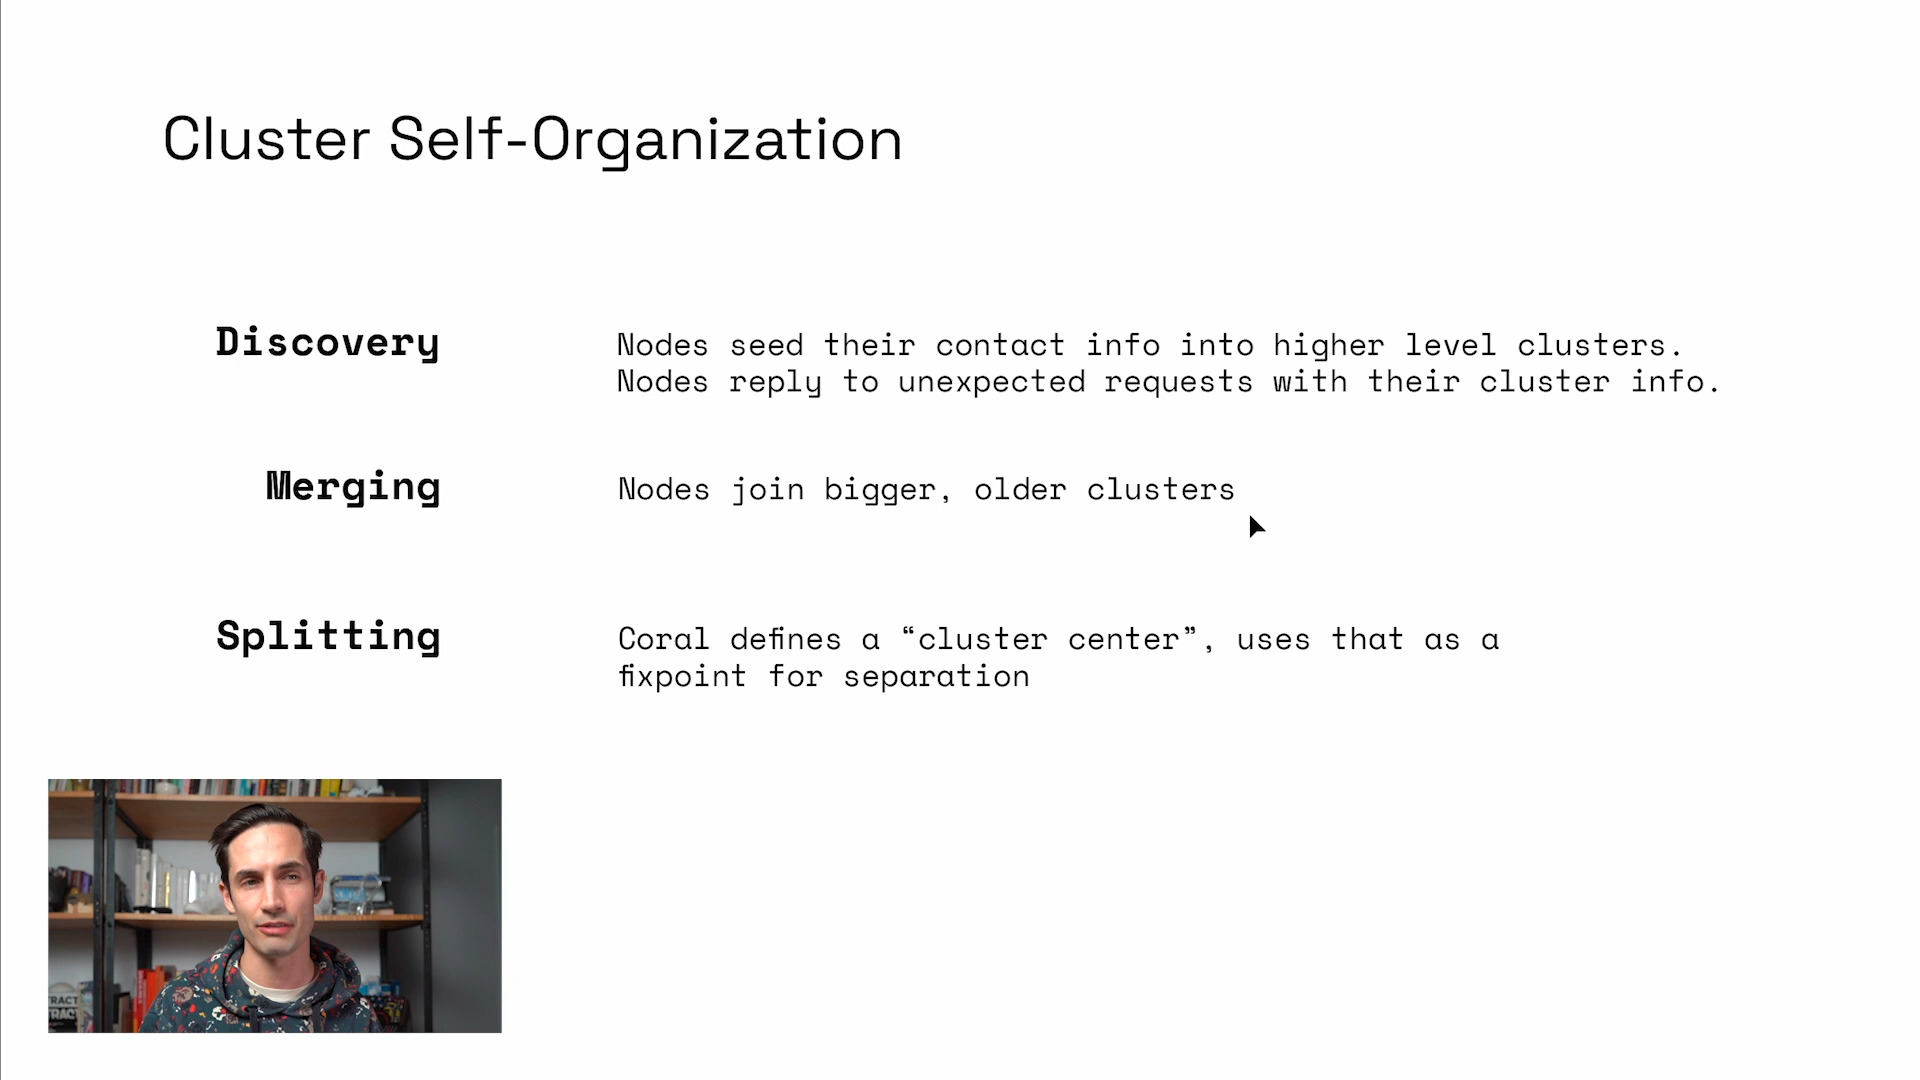 Cluster Self-Organization
Discovery
Nodes seed their contact info into higher level clusters.
Nodes reply to unexpected requests with their cluster info.
Merging
Nodes join bigger, older clusters
Splitting
Coral defines a “cluster center”, uses that as a
fixpoint for separation